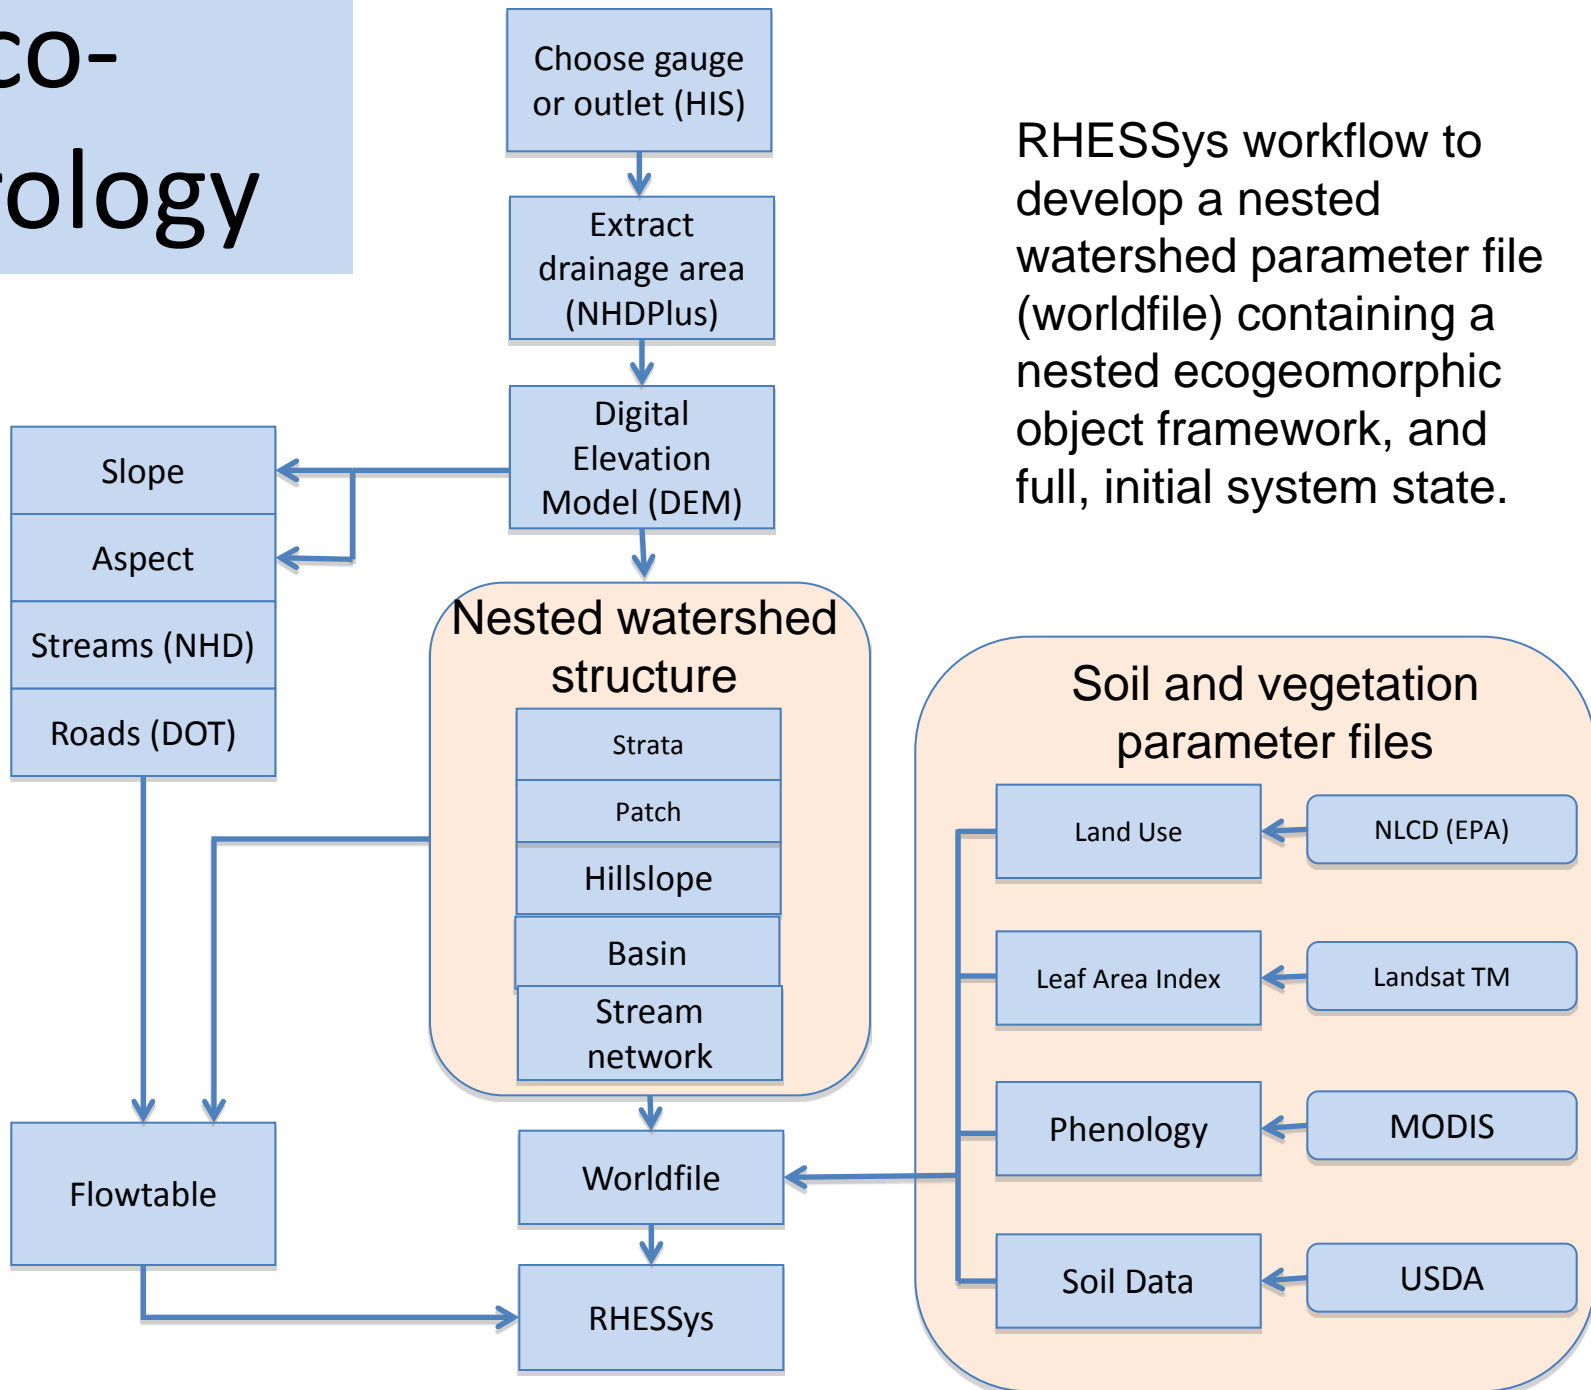 co-
rology
Choose gauge
or outlet (HIS)
Extract
drainage area
(NHDPlus)
Digital
Elevation
Model (DEM)
RHESSys workflow to
develop a nested
watershed parameter file
(worldfile) containing a
nested ecogeomorphic
object framework, and
full, initial system state.
Slope
Aspect
Streams (NHD)
Roads (DOT)
Nested watershed
structure
Strata
Patch
Hillslope
Basin
Stream
network
Soil and vegetation
parameter files
Land Use
NLCD (EPA)
Leaf Area Index
Landsat TM
Phenology
MODIS
Soil Data
USDA
Flowtable
Worldfile
RHESSys